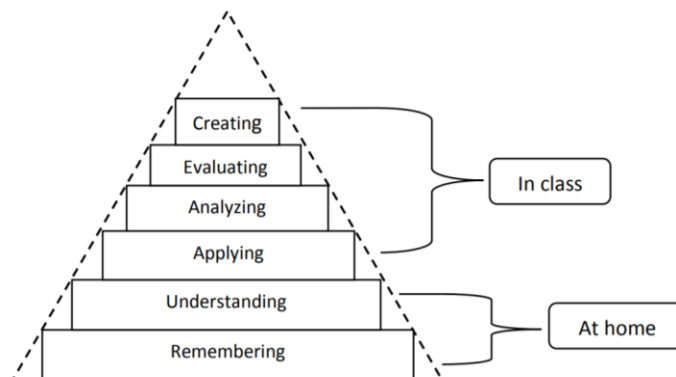 Creating
Evaluating
In class
Analyzing
Applying
Understanding
At home
Remembering